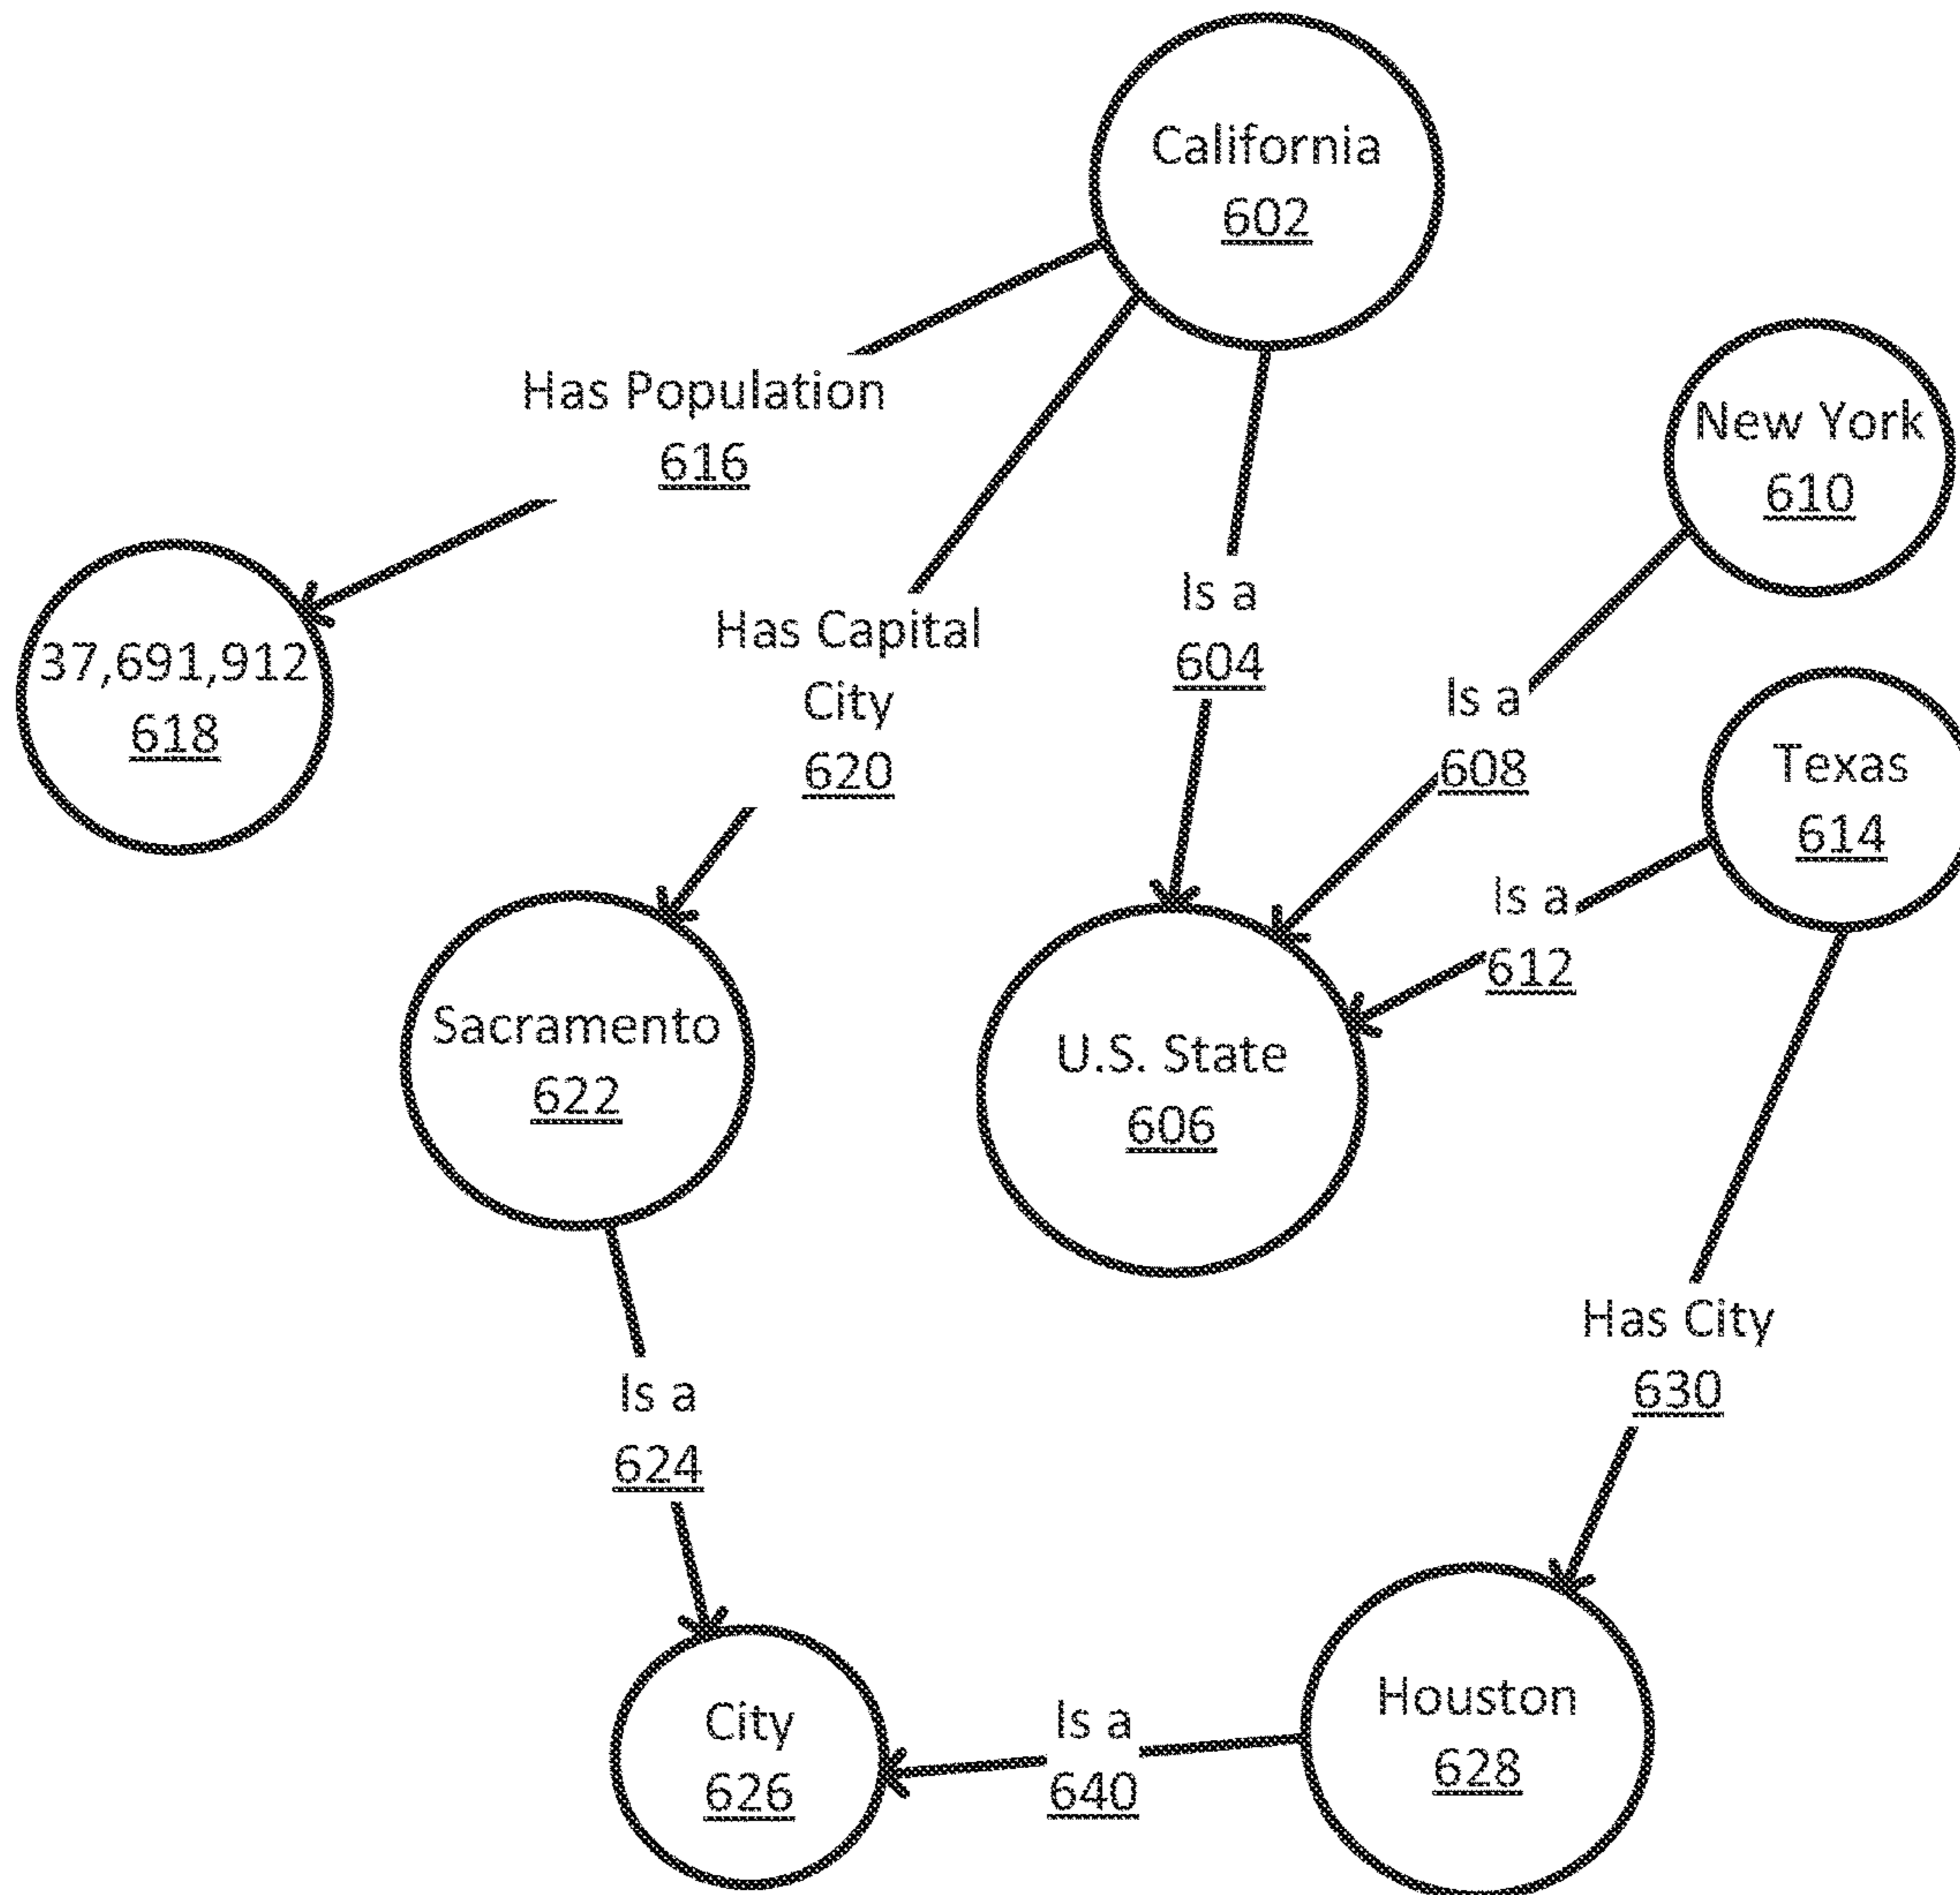 California
602
Has Population
616
New York
610
Is a
604
Has Capital
City
620
37,691,912
618
Is a
608
Texas
614
Is a
612
Sacramento
622
U.S. State
606
Has City
630
Is a
624
City
626
Is a
640
Houston
628